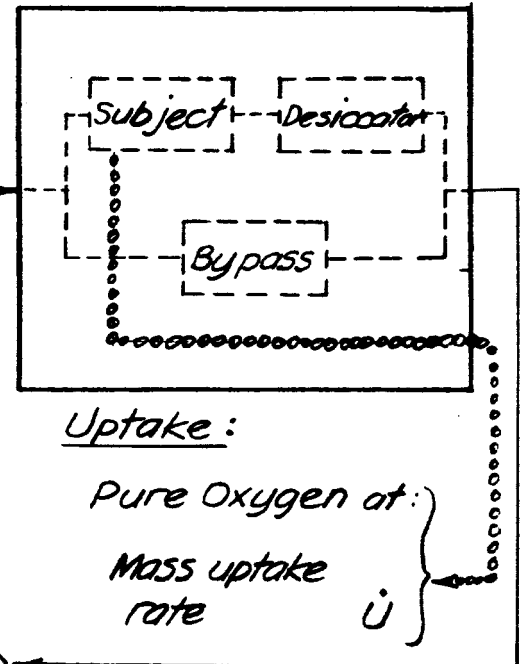 Subject
Desiccator
Bypass
Uptake:
Pure Oxygen at:
Mass uptake
rate U̇